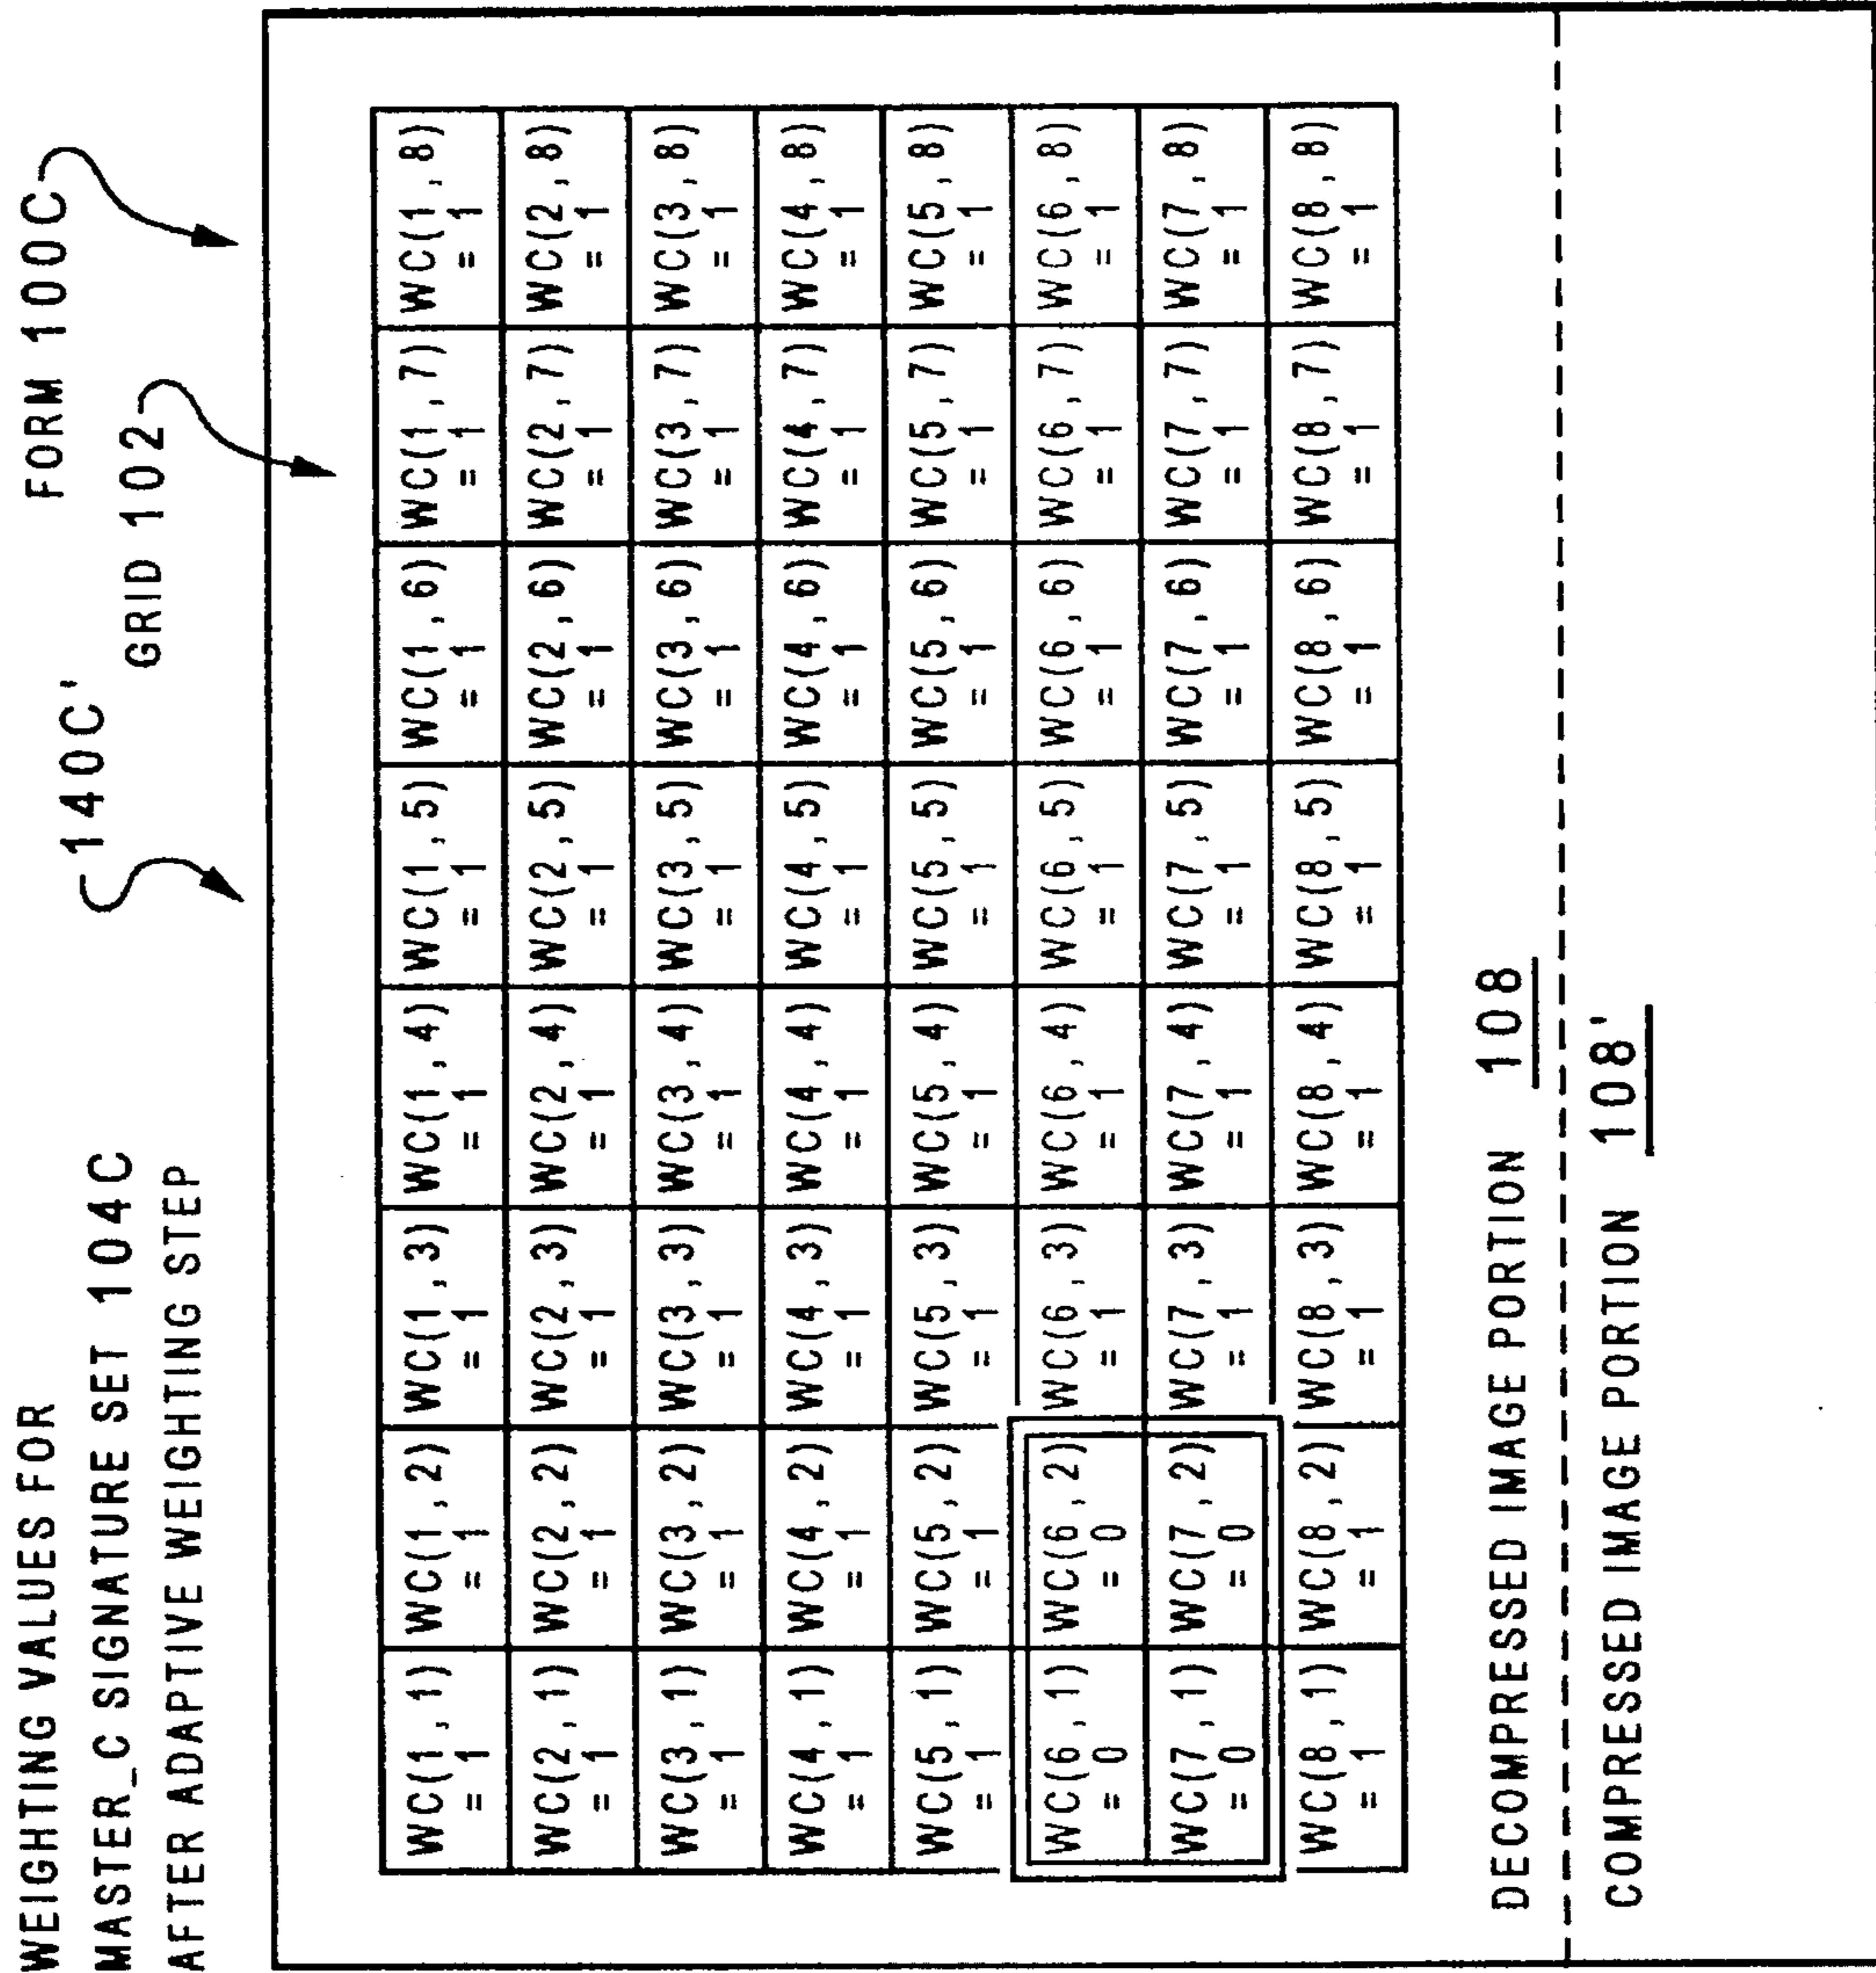 WEIGHTING VALUES FOR
MASTER_C SIGNATURE SET 104C
AFTER ADAPTIVE WEIGHTING STEP
140C'
FORM 100C
GRID 102
WC(1,1) WC(1,2) WC(1,3) WC(1,4) WC(1,5) WC(1,6) WC(1,7) WC(1,8)
= 1 = 1 = 1 = 1 = 1 = 1 = 1 = 1
WC(2,1) WC(2,2) WC(2,3) WC(2,4) WC(2,5) WC(2,6) WC(2,7) WC(2,8)
= 1 = 1 = 1 = 1 = 1 = 1 = 1 = 1
WC(3,1) WC(3,2) WC(3,3) WC(3,4) WC(3,5) WC(3,6) WC(3,7) WC(3,8)
= 1 = 1 = 1 = 1 = 1 = 1 = 1 = 1
WC(4,1) WC(4,2) WC(4,3) WC(4,4) WC(4,5) WC(4,6) WC(4,7) WC(4,8)
= 1 = 1 = 1 = 1 = 1 = 1 = 1 = 1
WC(5,1) WC(5,2) WC(5,3) WC(5,4) WC(5,5) WC(5,6) WC(5,7) WC(5,8)
= 1 = 1 = 1 = 1 = 1 = 1 = 1 = 1
WC(6,1) WC(6,2) WC(6,3) WC(6,4) WC(6,5) WC(6,6) WC(6,7) WC(6,8)
= 0 = 0 = 1 = 1 = 1 = 1 = 1 = 1
WC(7,1) WC(7,2) WC(7,3) WC(7,4) WC(7,5) WC(7,6) WC(7,7) WC(7,8)
= 0 = 0 = 1 = 1 = 1 = 1 = 1 = 1
WC(8,1) WC(8,2) WC(8,3) WC(8,4) WC(8,5) WC(8,6) WC(8,7) WC(8,8)
= 1 = 1 = 1 = 1 = 1 = 1 = 1 = 1
DECOMPRESSED IMAGE PORTION 108
COMPRESSED IMAGE PORTION 108'